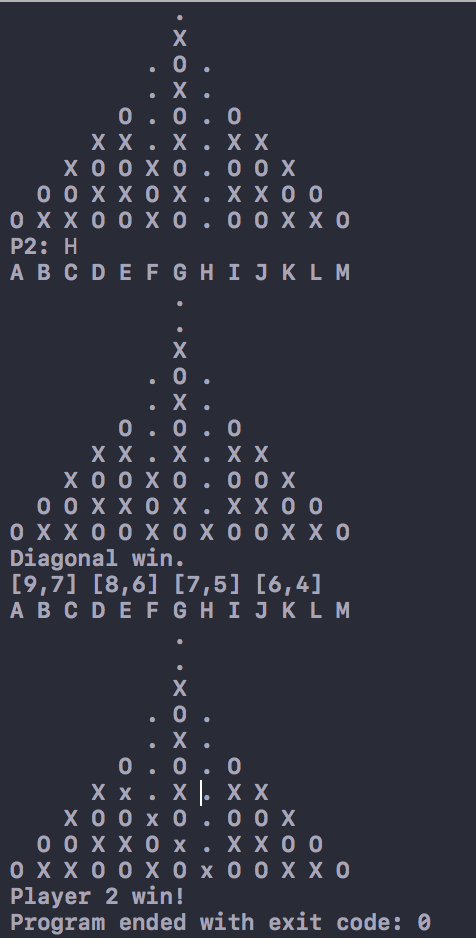 .
            X
          . O .
          . X .
        O . O . O
      X X . X . X X
    X O O X O . O O X
  O O X X O X . X X O O
O X X O O X O . O O X X O
P2: H
A B C D E F G H I J K L M
            .
            .
            X
          . O .
          . X .
        O . O . O
      X X . X . X X
    X O O X O . O O X
  O O X X O X . X X O O
O X X O O X O X O O X X O
Diagonal win.
[9,7] [8,6] [7,5] [6,4]
A B C D E F G H I J K L M
            .
            .
            X
          . O .
          . X .
        O . O . O
      X x . X . X X
    X O O x O . O O X
  O O X X O x . X X O O
O X X O O X O x O O X X O
Player 2 win!
Program ended with exit code: 0